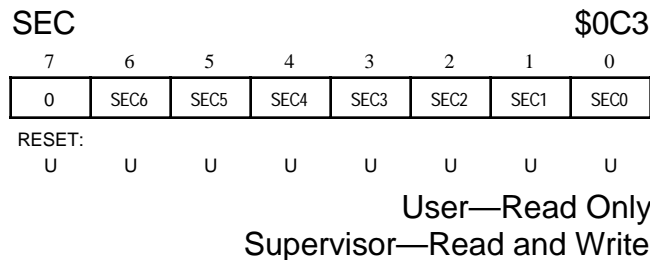 SEC $0C3
7 6 5 4 3 2 1 0
0 SEC6 SEC5 SEC4 SEC3 SEC2 SEC1 SEC0
RESET:
U U U U U U U U
User—Read Only
Supervisor—Read and Write